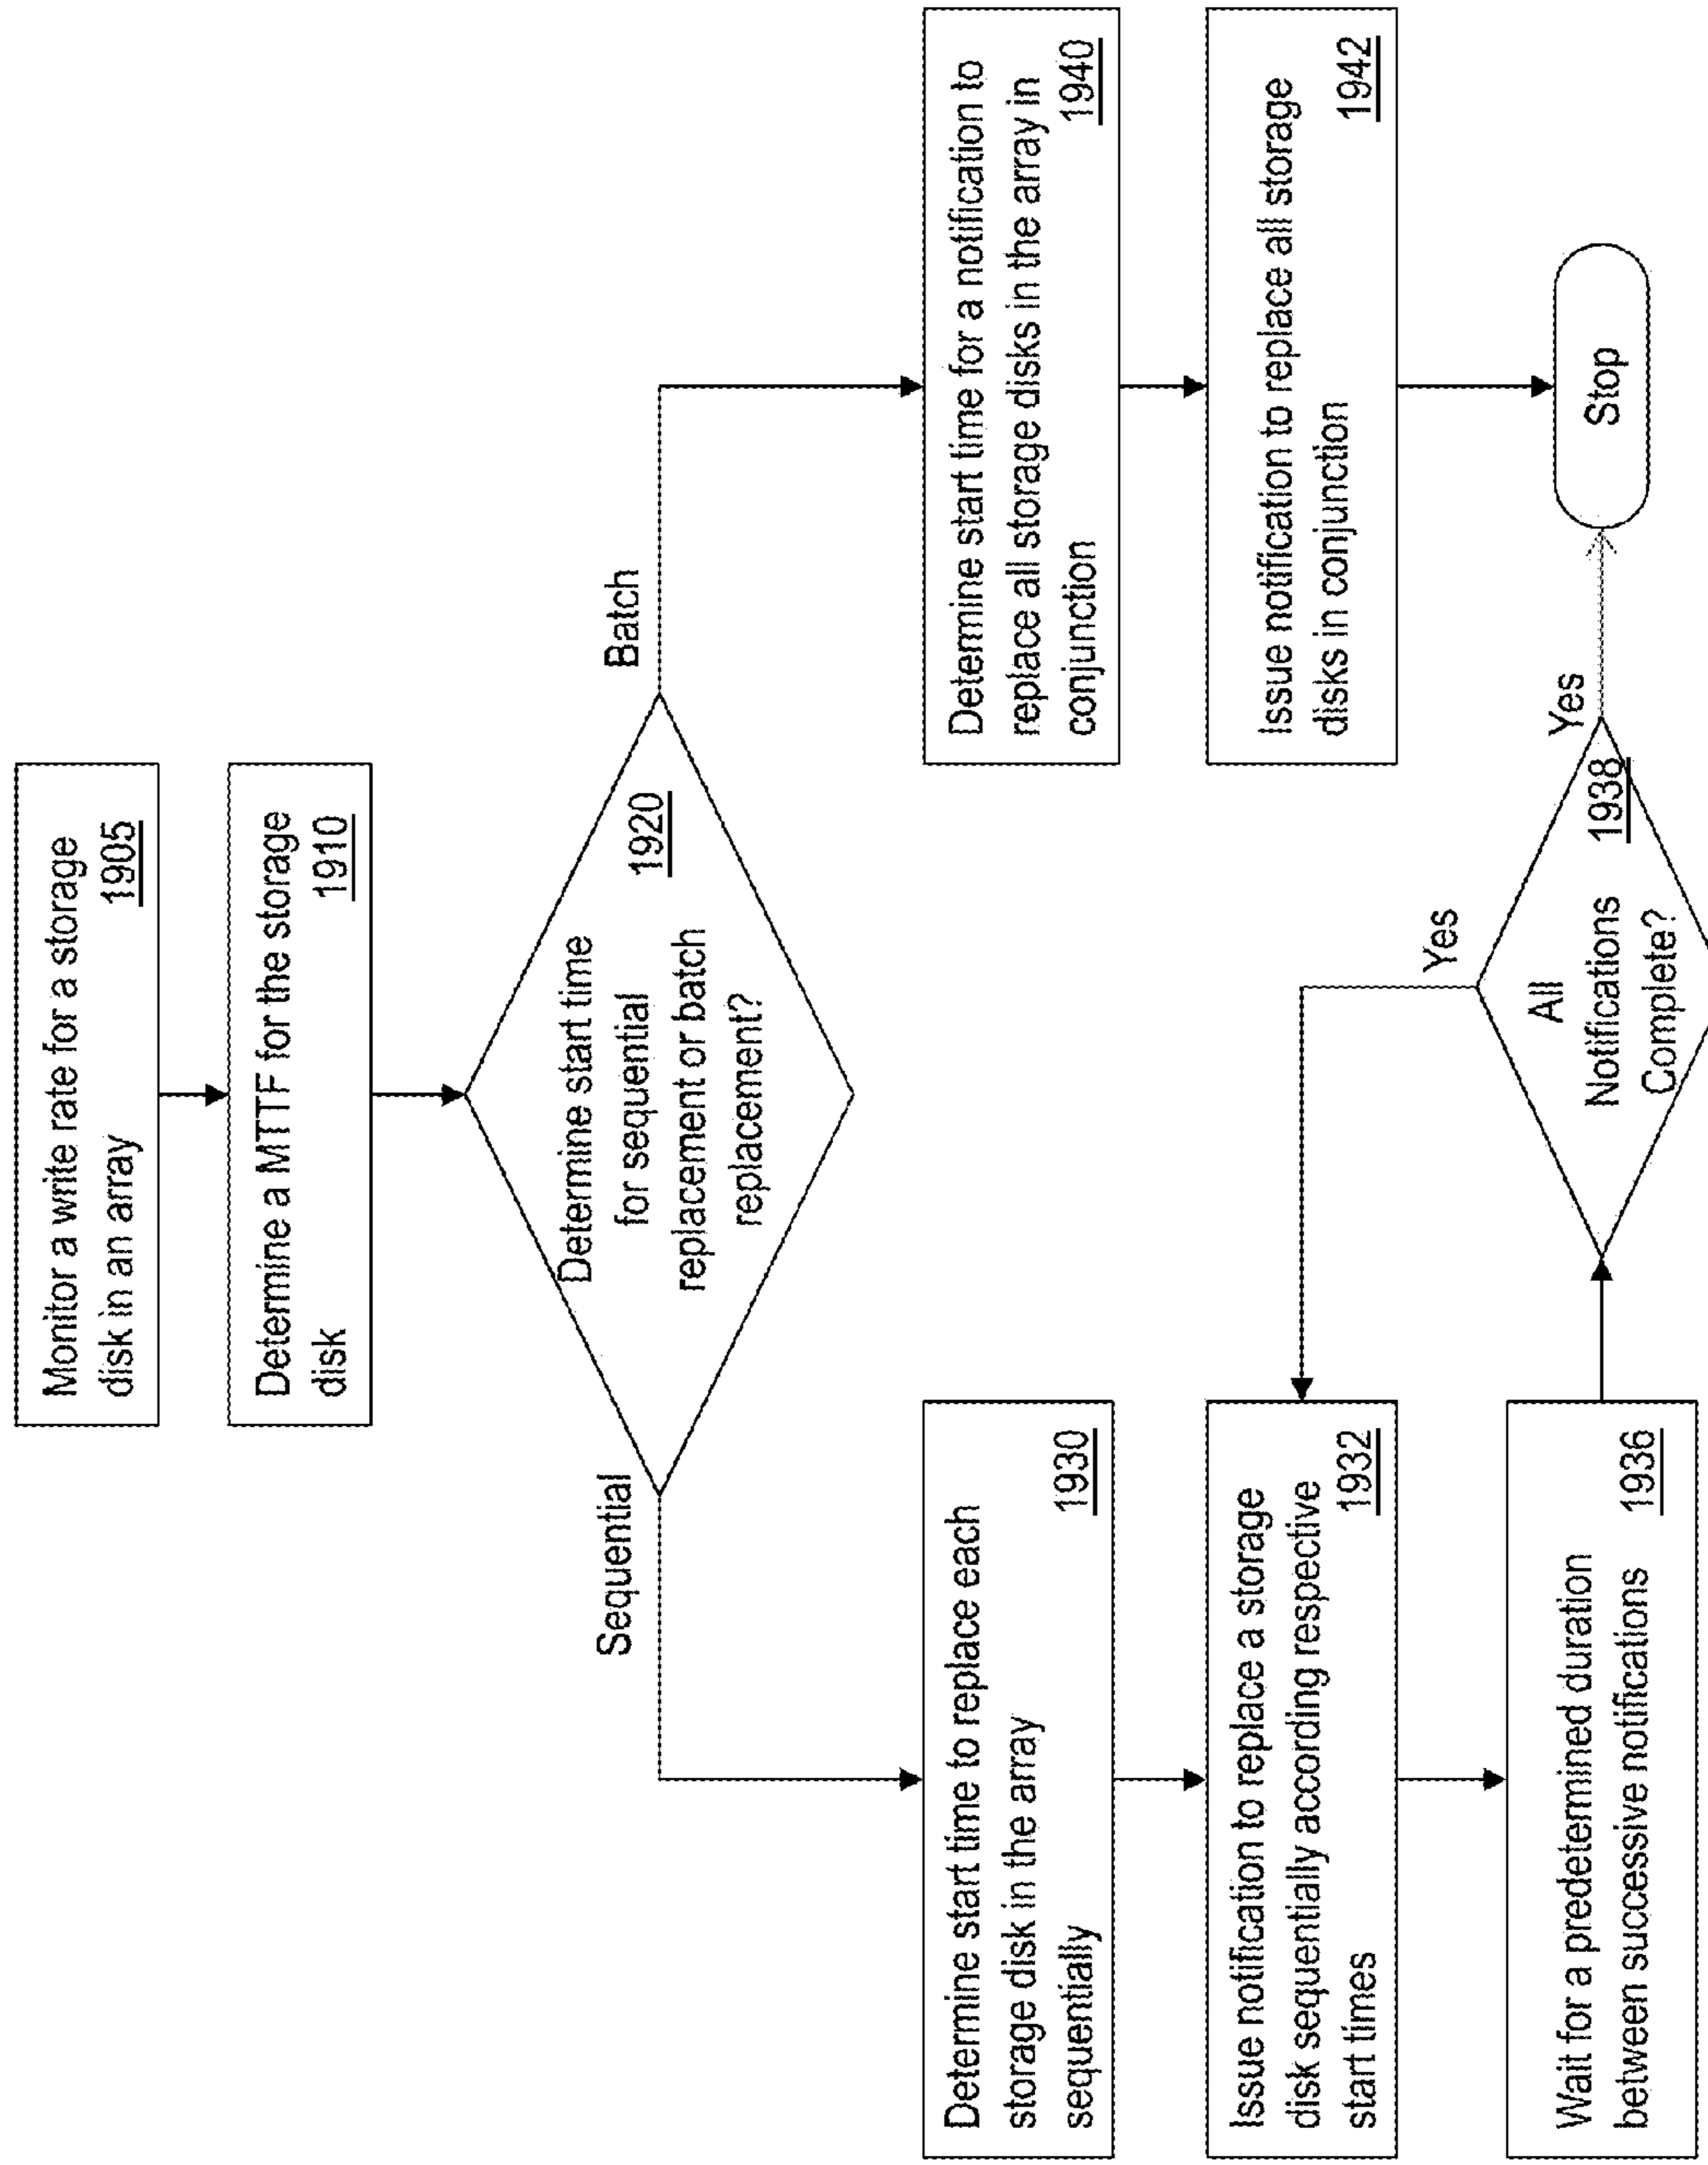 Monitor a write rate for a storage
disk in an array 1905
Determine a MTTF for the storage
disk 1910
Determine start time
for sequential
replacement or batch
replacement?
1920
Sequential
Batch
Determine start time to replace each
storage disk in the array
sequentially 1930
Determine start time for a notification to
replace all storage disks in the array in
conjunction 1940
Issue notification to replace a storage
disk sequentially according respective
start times 1932
Issue notification to replace all storage
disks in conjunction 1942
Wait for a predetermined duration
between successive notifications 1936
Yes
All
Notifications
Complete?
1938
Yes
Stop